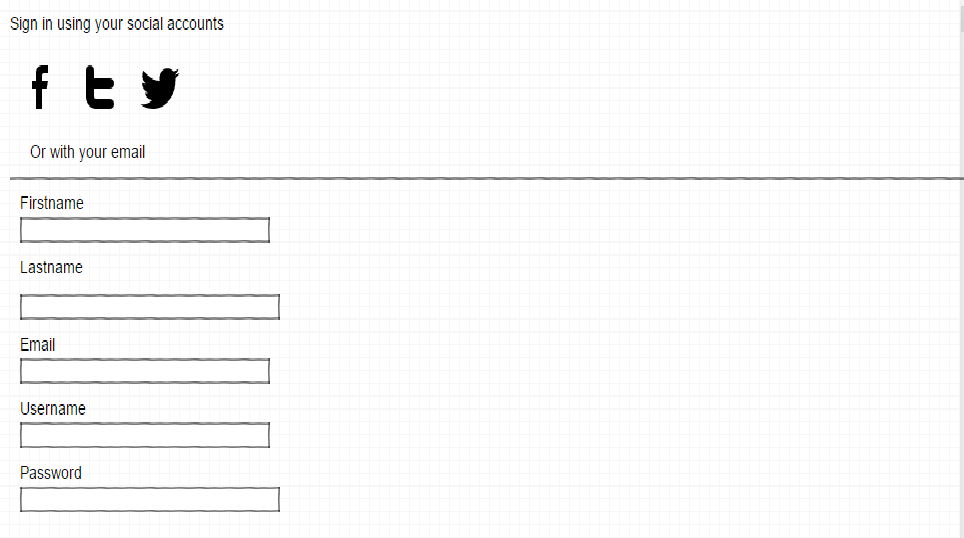 Sign in using your social accounts
Or with your email
Firstname
Lastname
Email
Username
Password